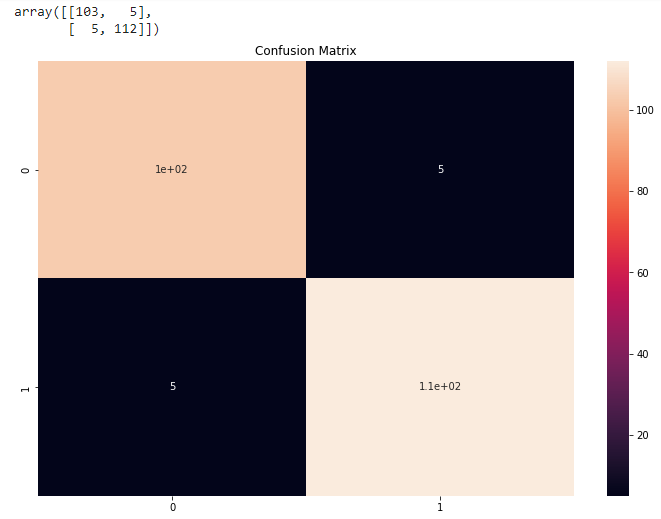 array([[103,   5],
       [  5, 112]])
Confusion Matrix
0
1e+02
5
100
80
60
1
5
1.1e+02
40
20
0
1